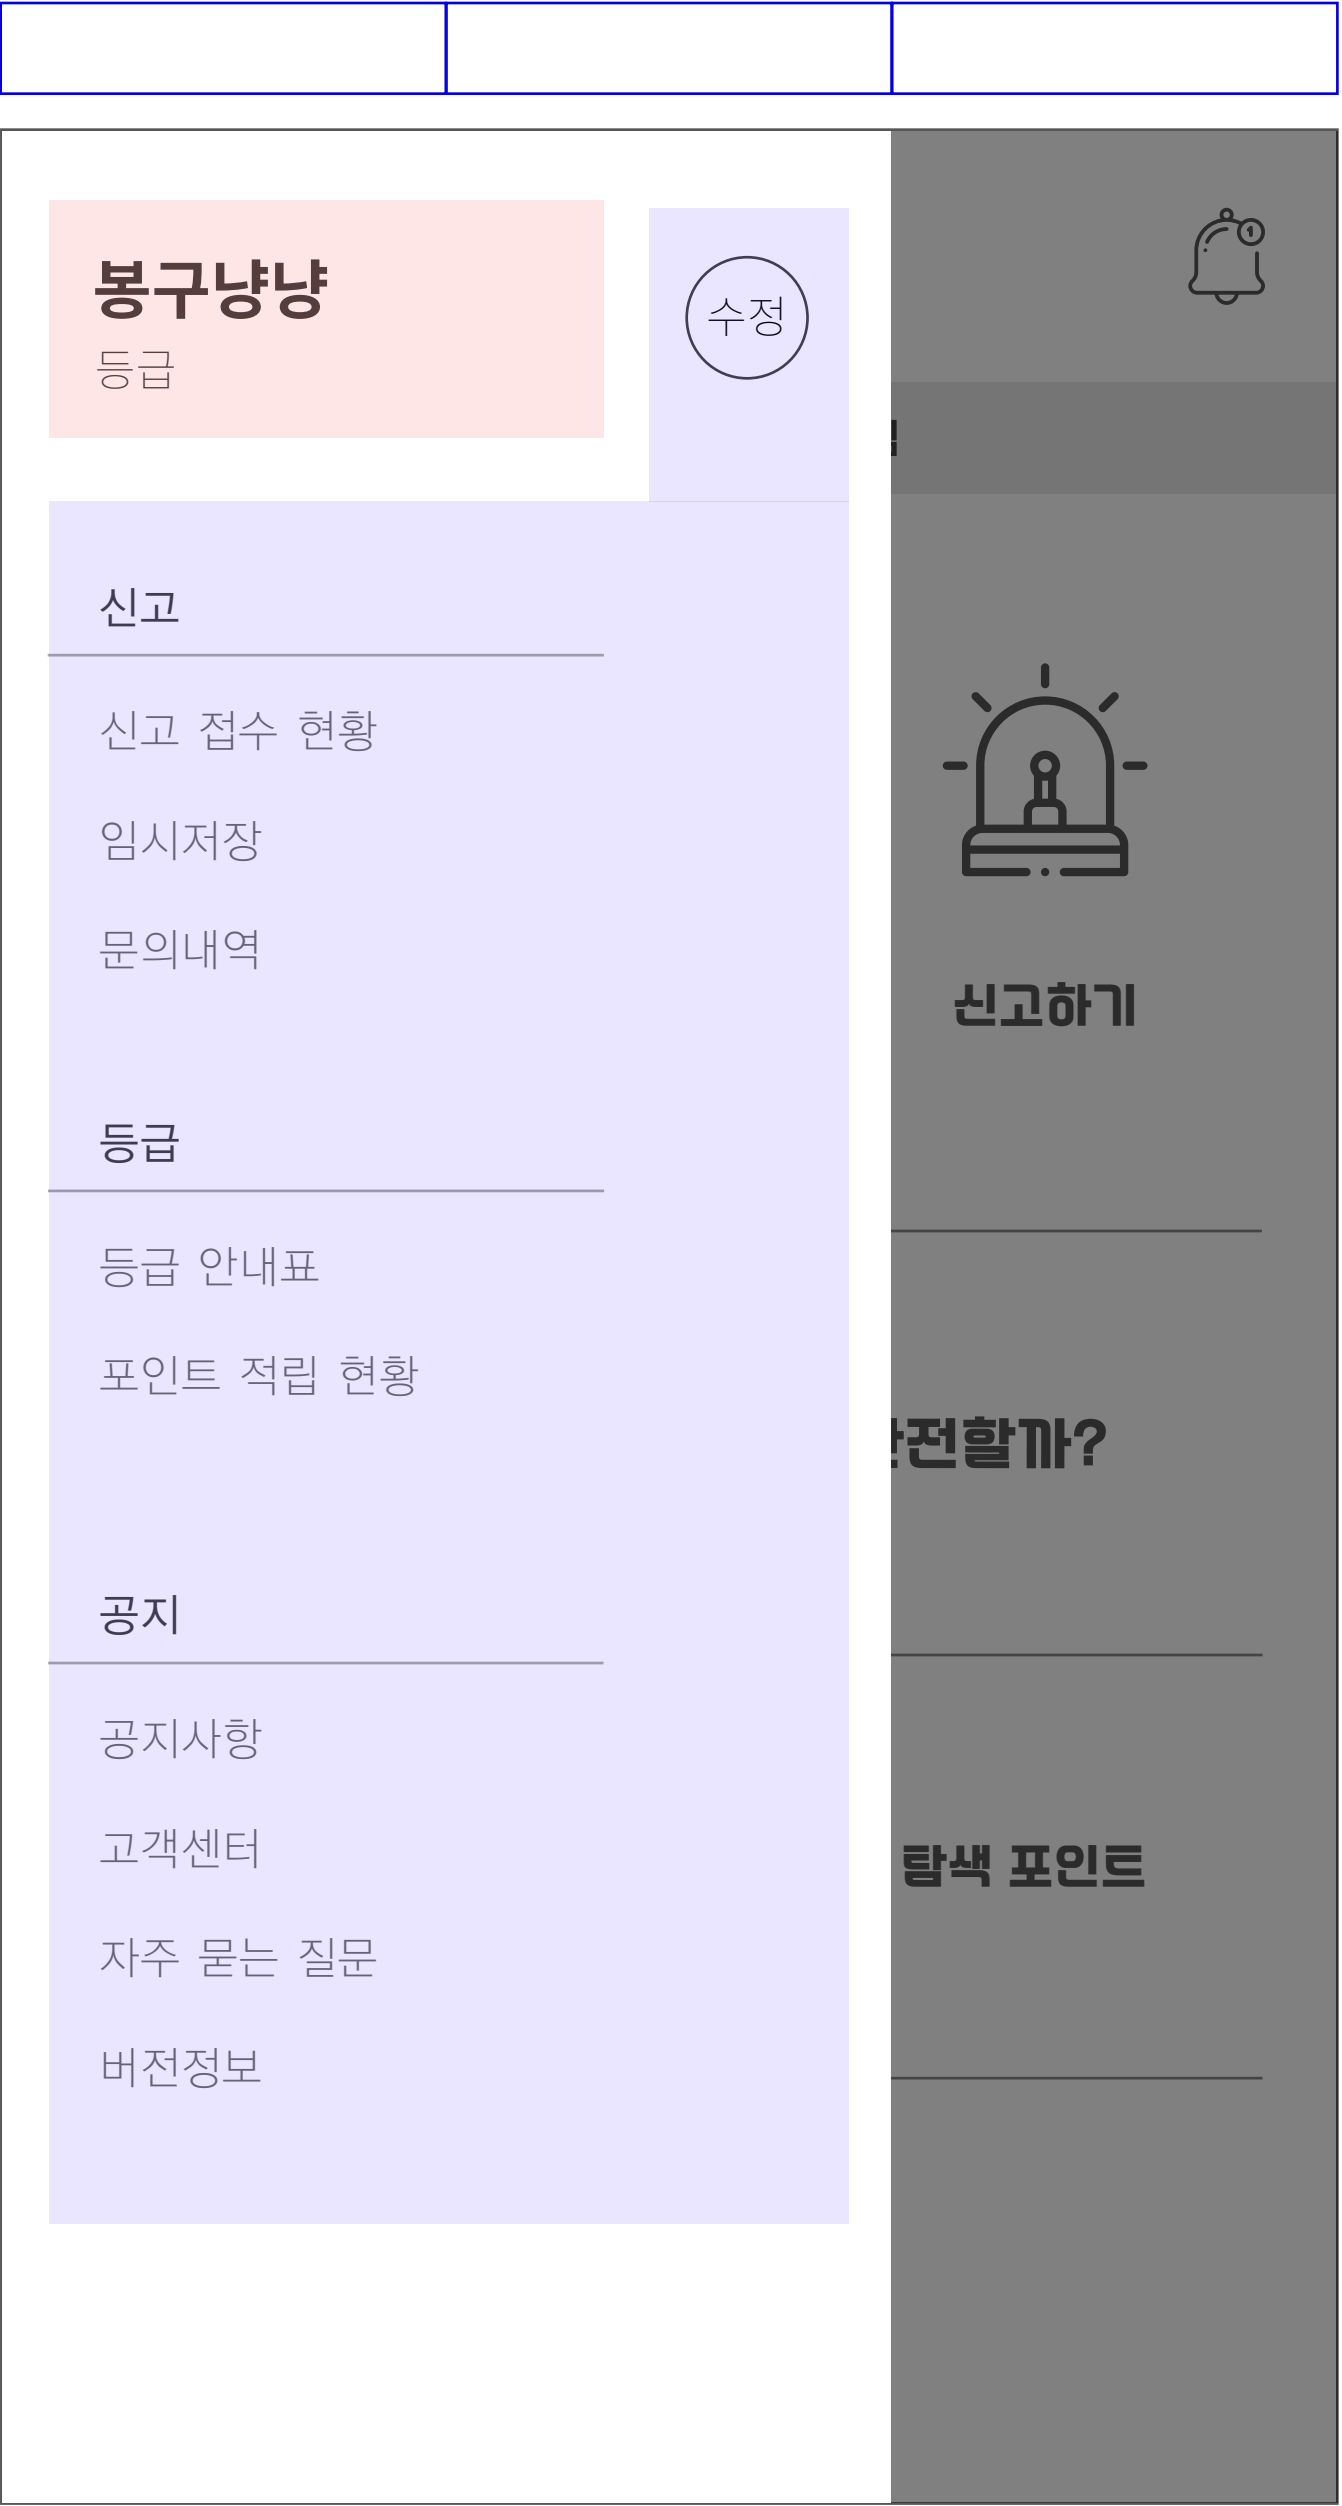 봉구냥냥
등급
수정
신고
신고 접수 현황
임시저장
문의내역
등급
등급 안내표
포인트 적립 현황
공지
공지사항
고객센터
자주 묻는 질문
버전정보
1
신고하기
전할까?
탐색 포인트